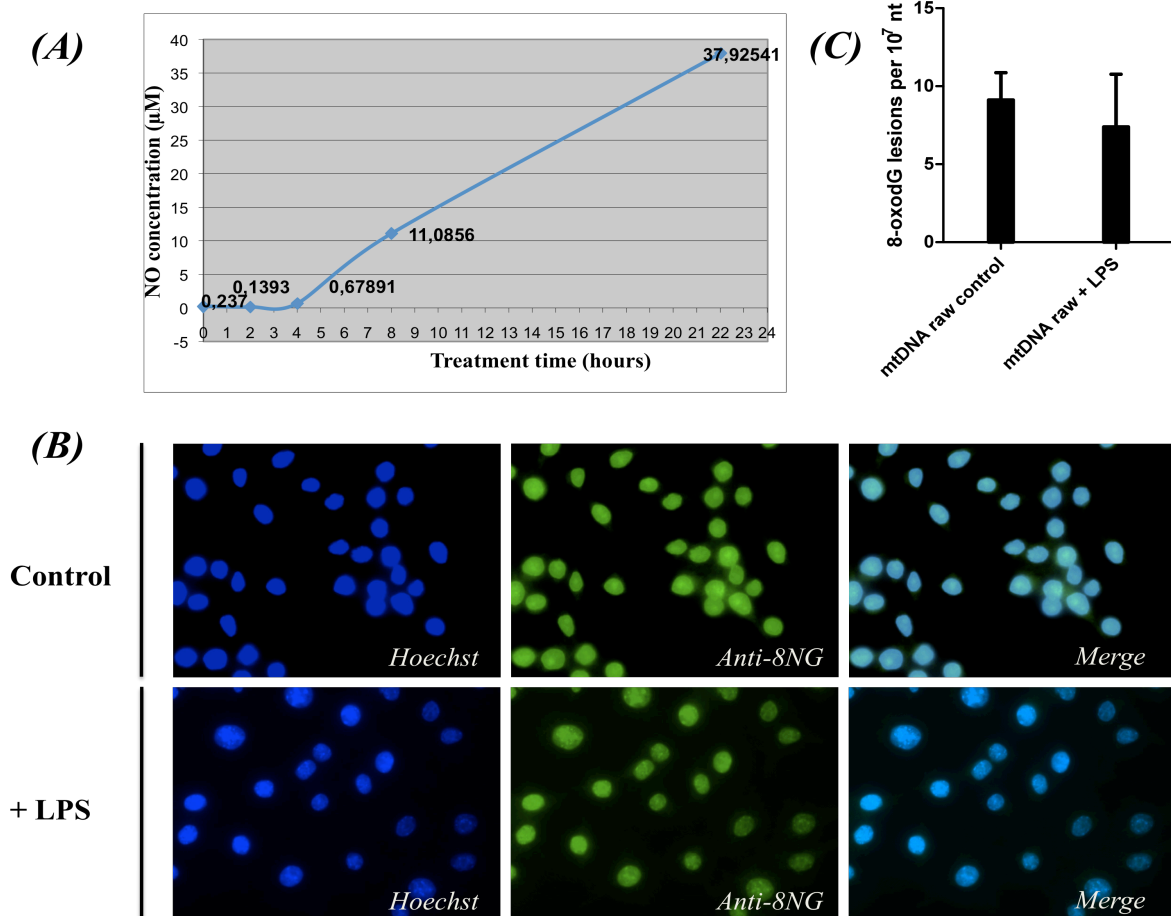 (A)
NO concentration (µM)
40
35
30
25
20
15
10
5
0
-5
0,237
0,1393
0,67891
11,0856
37,92541
0 1 2 3 4 5 6 7 8 9 10 11 12 13 14 15 16 17 18 19 20 21 22 23 24
Treatment time (hours)
(C)
8-oxodG lesions per 10⁷ nt
15
10
5
0
mtDNA raw control
mtDNA raw + LPS
(B)
Control
Hoechst
Anti-8NG
Merge
+ LPS
Hoechst
Anti-8NG
Merge